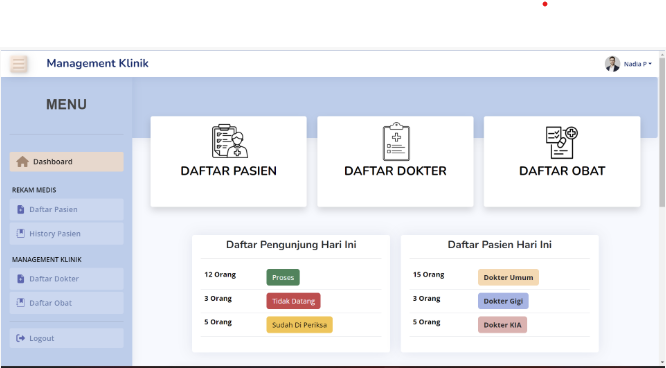 Management Klinik
Nadia P
MENU
Dashboard
REKAM MEDIS
Daftar Pasien
History Pasien
MANAGEMENT KLINIK
Daftar Dokter
Daftar Obat
Logout
DAFTAR PASIEN
DAFTAR DOKTER
DAFTAR OBAT
Daftar Pengunjung Hari Ini
12 Orang Proses
3 Orang Tidak Datang
5 Orang Sudah Di Periksa
Daftar Pasien Hari Ini
15 Orang Dokter Umum
3 Orang Dokter Gigi
5 Orang Dokter KIA